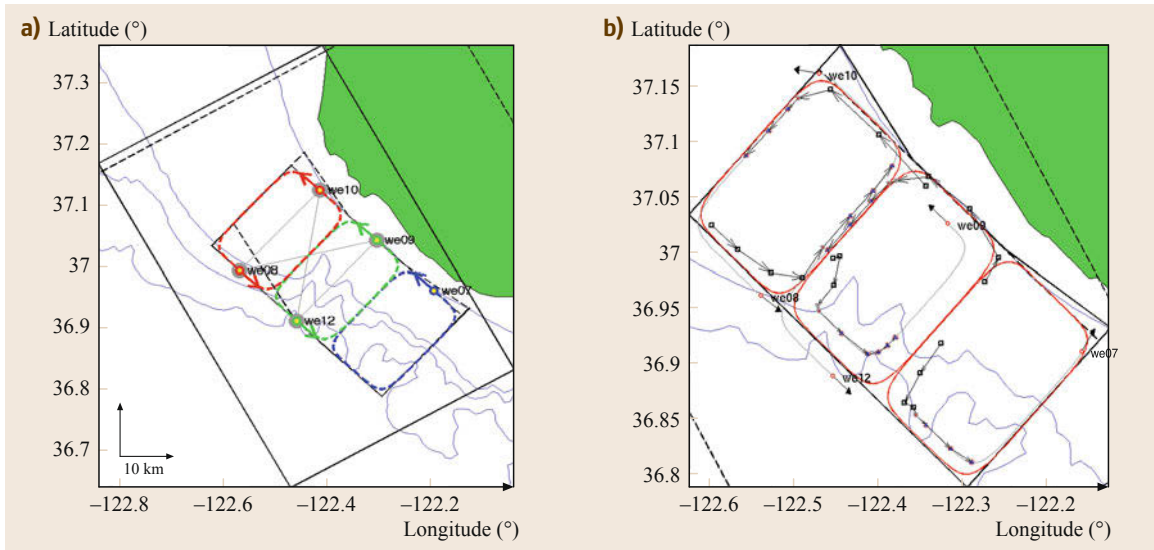 a) Latitude (°)
37.3
37.2
37.1
37
36.9
36.8
36.7
we10
we09
we08
we07
we12
10 km
−122.8
−122.6
−122.4
−122.2
Longitude (°)
b) Latitude (°)
37.15
37.1
37.05
37
36.95
36.9
36.85
36.8
we10
we09
we08
we07
we12
−122.6
−122.5
−122.4
−122.3
−122.2
Longitude (°)